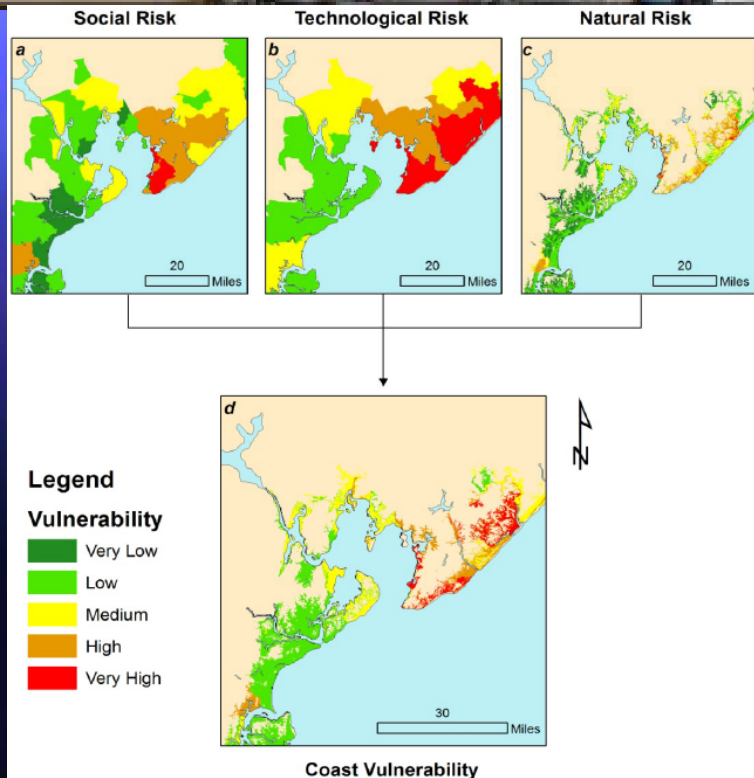 Social Risk
Technological Risk
Natural Risk
a
b
c
20
Miles
20
Miles
20
Miles
d
N
Legend
Vulnerability
Very Low
Low
Medium
High
Very High
30
Miles
Coast Vulnerability